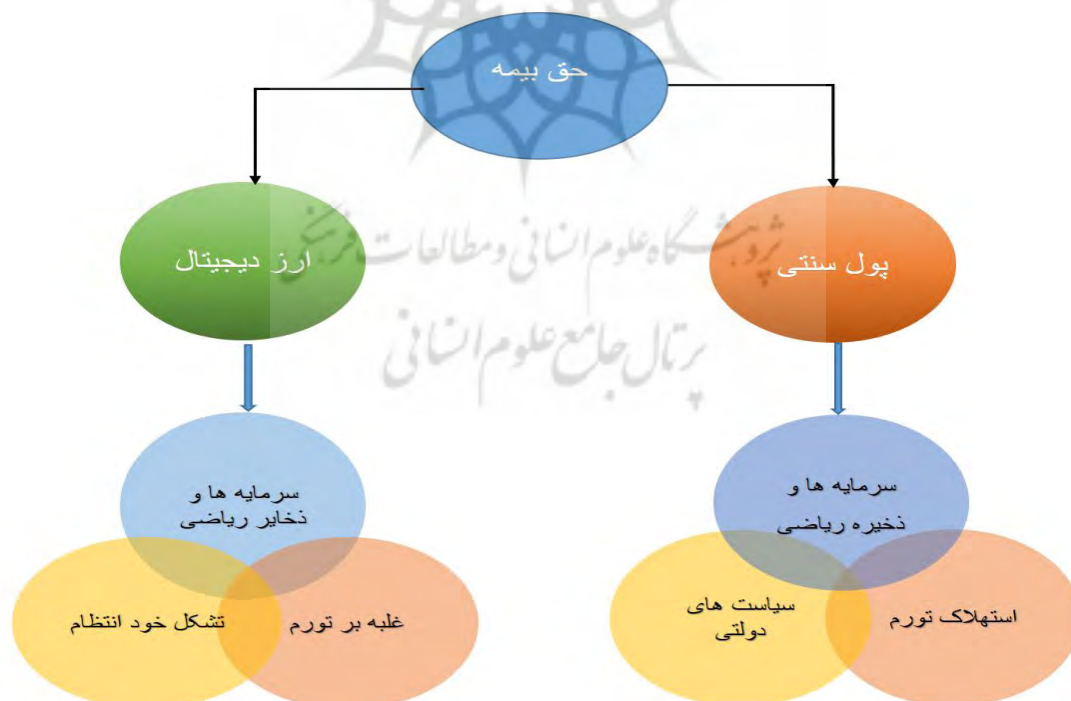 حق بیمه
پژوهشگاه علوم انسانی و مطالعات فرهنگی
پرتال جامع علوم انسانی
پول سنتی
ارز دیجیتال
سرمایه ها و
ذخیره ریاضی
استهلاک تورم
سیاست های
دولتی
سرمایه ها و
ذخایر ریاضی
غلبه بر تورم
تشکل خود انتظام